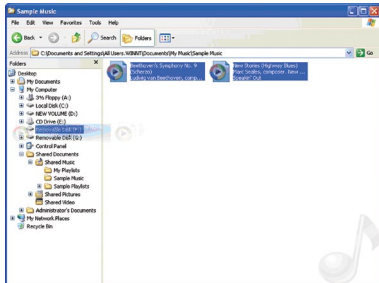 Sample Music
File Edit View Favorites Tools Help
Back Search Folders
Address C:\Documents and Settings\All Users.WINNT\Documents\My Music\Sample Music Go
Folders
Desktop
My Documents
My Computer
3½ Floppy (A:)
Local Disk (C:)
NEW VOLUME (D:)
CD Drive (E:)
Removable Disk (F:)
Removable Disk (G:)
Control Panel
Shared Documents
Shared Music
My Playlists
Sample Music
Sample Playlists
Shared Pictures
Shared Video
Administrator's Documents
My Network Places
Recycle Bin
Beethoven's Symphony No. 9
(Scherzo)
Ludwig van Beethoven, comp...
New Stories (Highway Blues)
Marc Seales, composer. New ...
Speakin' Out